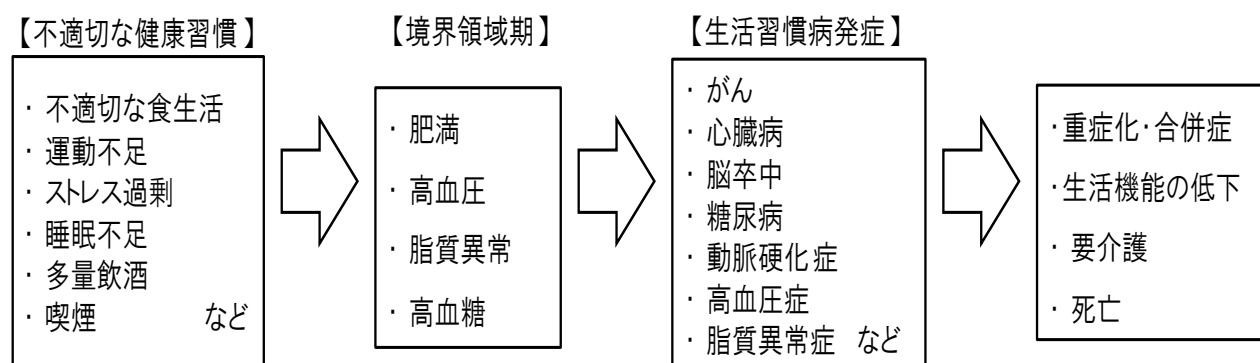 【不適切な健康習慣】
・不適切な食生活
・運動不足
・ストレス過剰
・睡眠不足
・多量飲酒
・喫煙 など
【境界領域期】
・肥満
・高血圧
・脂質異常
・高血糖
【生活習慣病発症】
・がん
・心臓病
・脳卒中
・糖尿病
・動脈硬化症
・高血圧症
・脂質異常症 など
・重症化・合併症
・生活機能の低下
・要介護
・死亡